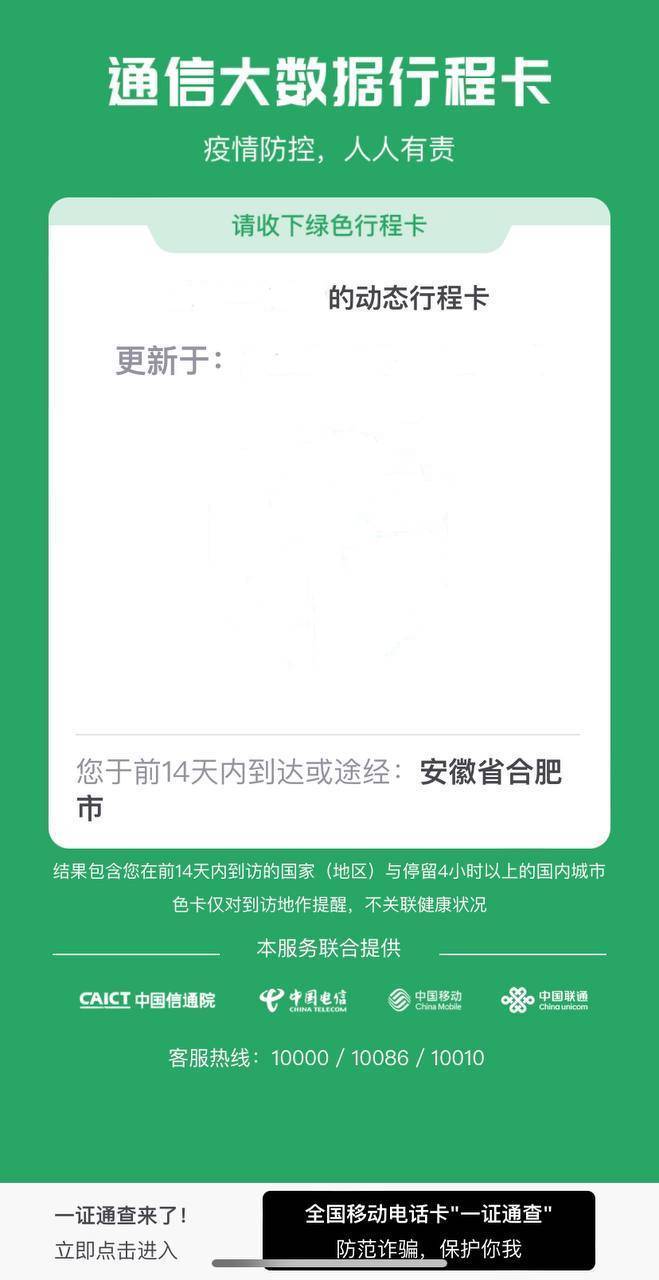 通信大数据行程卡
疫情防控，人人有责
请收下绿色行程卡
的动态行程卡
更新于：
您于前14天内到达或途经：安徽省合肥
市
结果包含您在前14天内到访的国家（地区）与停留4小时以上的国内城市
色卡仅对到访地作提醒，不关联健康状况
本服务联合提供
CAICT 中国信通院
中国电信
CHINA TELECOM
中国移动
China Mobile
中国联通
China unicom
客服热线：10000 / 10086 / 10010
一证通查来了！
立即点击进入
全国移动电话卡"一证通查"
防范诈骗，保护你我